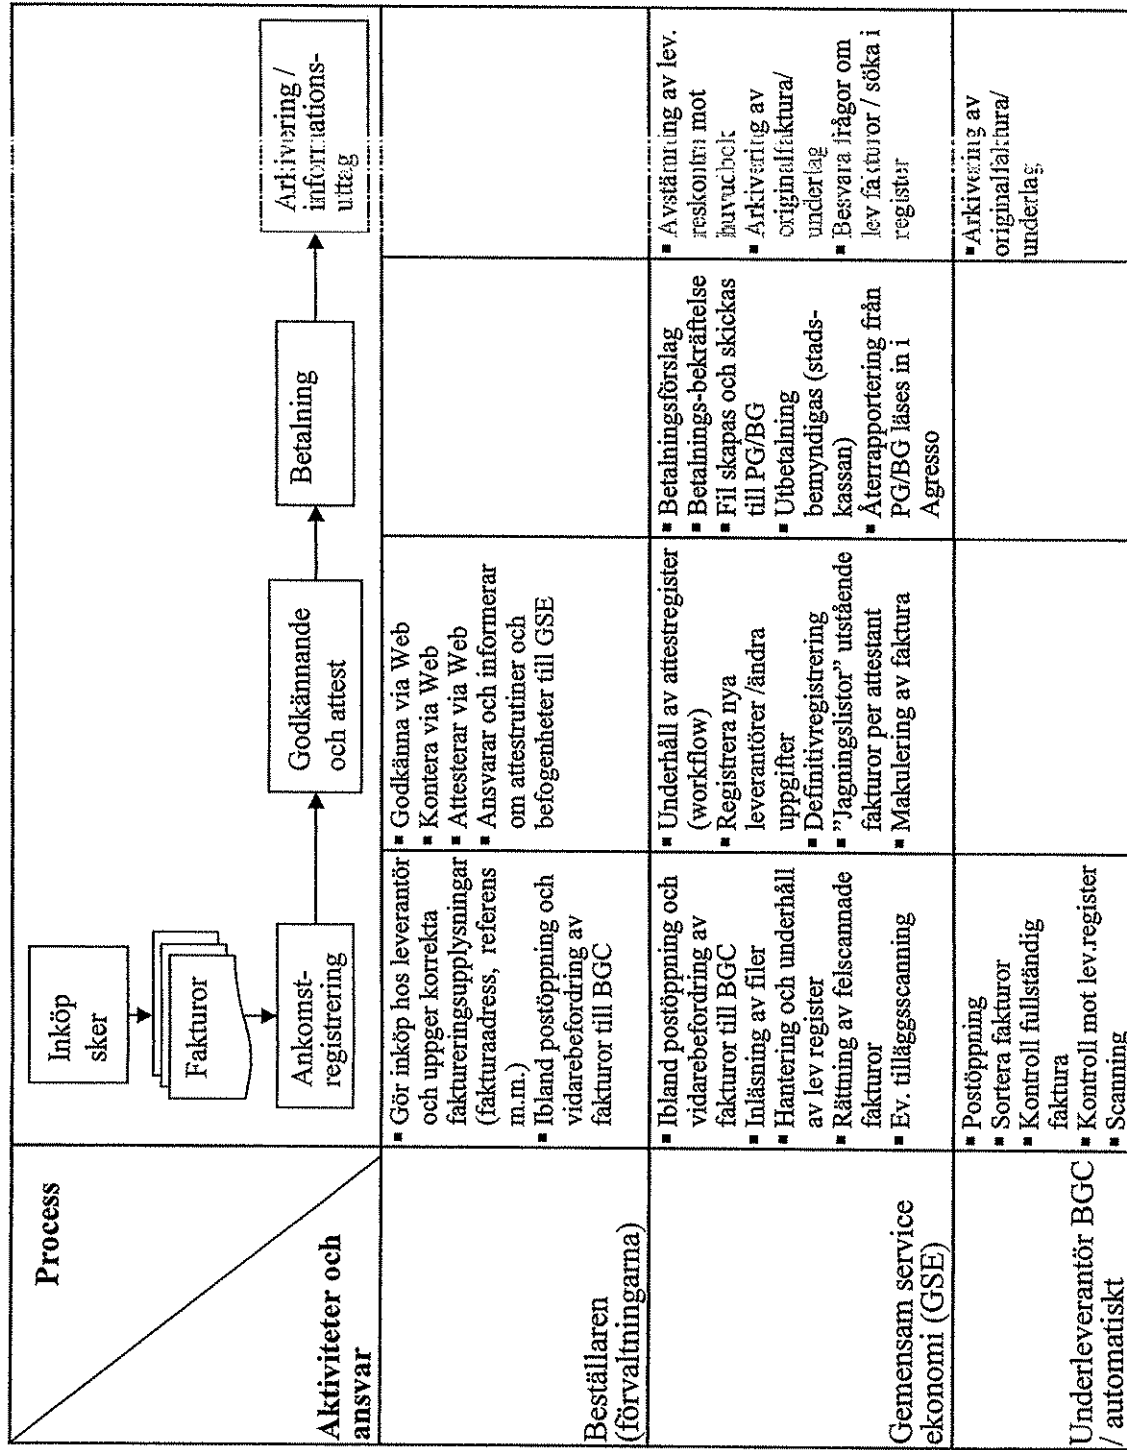 Process
Aktiviteter och
ansvar
Inköp
sker
Fakturor
Ankomst-
registrering
Godkännande
och attest
Betalning
Arkivering /
informations-
uttag
Beställaren
(förvaltningarna)
▪ Gör inköp hos leverantör
och uppger korrekta
faktureringsupplysningar
(fakturaadress, referens
m.m.)
▪ Ibland postöppning och
vidarebefordring av
fakturor till BGC
▪ Godkänna via Web
▪ Kontera via Web
▪ Attesterar via Web
▪ Ansvarar och informerar
om attestrutiner och
befogenheter till GSE
Gemensam service
ekonomi (GSE)
▪ Ibland postöppning och
vidarebefordring av
fakturor till BGC
▪ Inläsning av filer
▪ Hantering och underhåll
av lev register
▪ Rättning av felscannade
fakturor
▪ Ev. tilläggsscanning
▪ Underhåll av attestregister
(workflow)
▪ Registrera nya
leverantörer /ändra
uppgifter
▪ Definitivregistrering
▪ ”Jagningslistor” utstående
fakturor per attestant
▪ Makulering av faktura
▪ Betalningsförslag
▪ Betalnings-bekräftelse
▪ Fil skapas och skickas
till PG/BG
▪ Utbetalning
bemyndigas (stads-
kassan)
▪ Återrapportering från
PG/BG läses in i
Agresso
▪ Avstämning av lev.
reskontra mot
huvudbok
▪ Arkivering av
originalfaktura/
underlag
▪ Besvara frågor om
lev fakturor / söka i
register
Underleverantör BGC
/ automatiskt
▪ Postöppning
▪ Sortera fakturor
▪ Kontroll fullständig
faktura
▪ Kontroll mot lev.register
▪ Scanning
▪Arkivering av
originalfaktura/
underlag